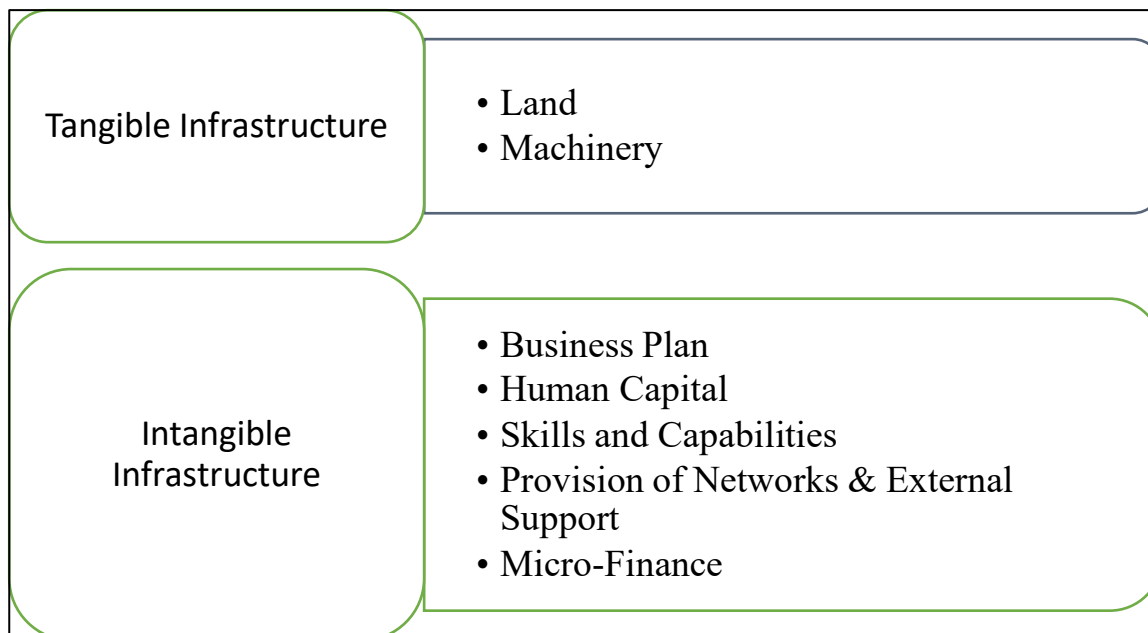 Tangible Infrastructure
• Land
• Machinery
Intangible
Infrastructure
• Business Plan
• Human Capital
• Skills and Capabilities
• Provision of Networks & External
Support
• Micro-Finance